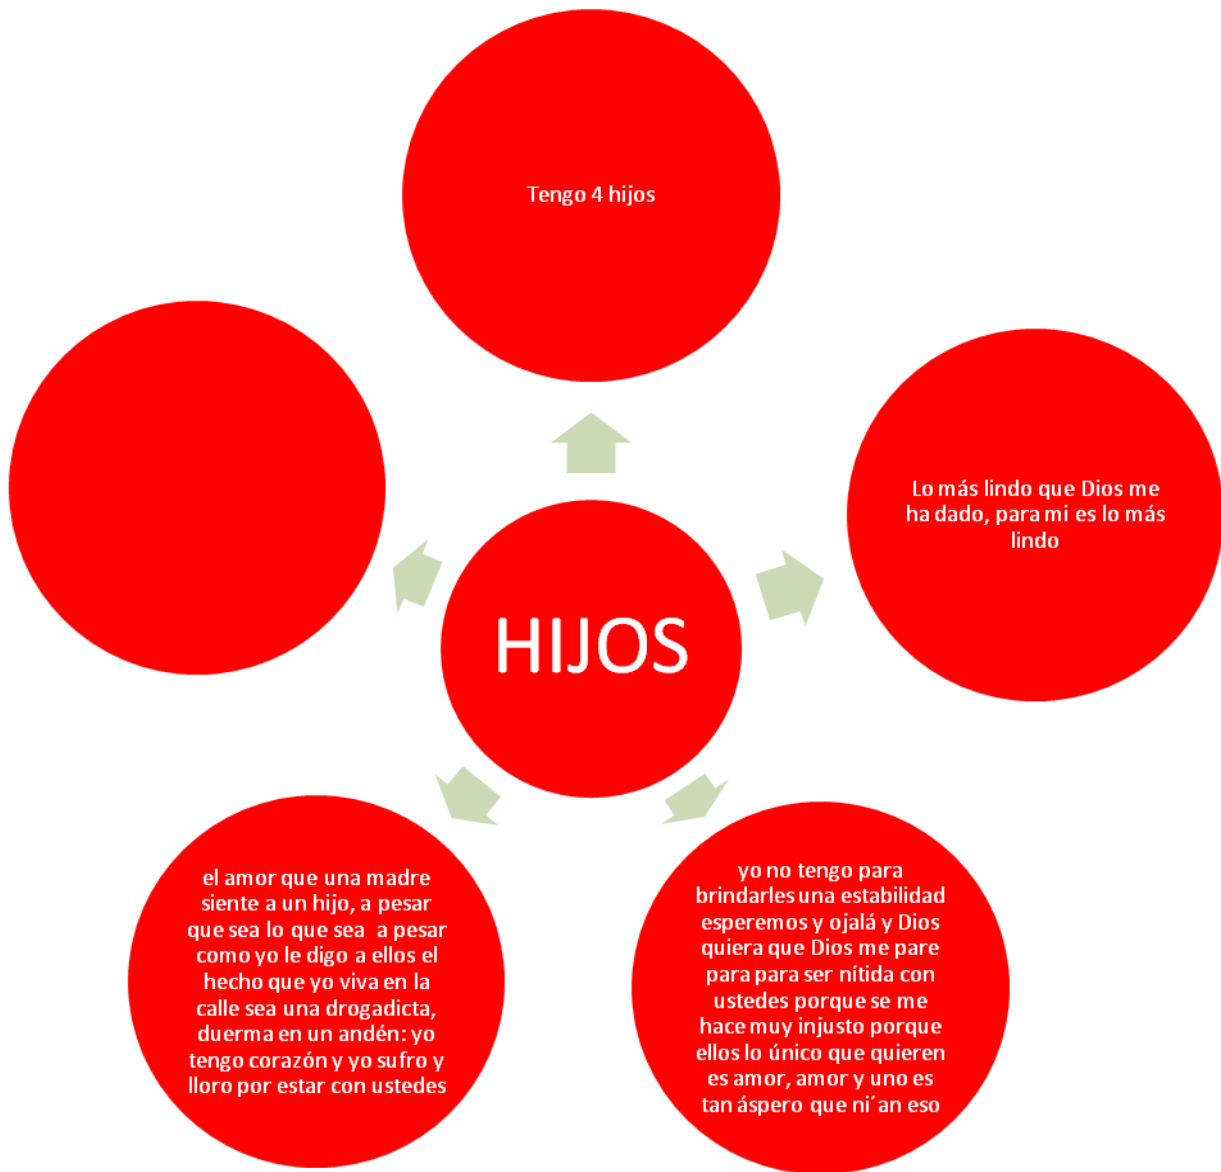 Tengo 4 hijos
Lo más lindo que Dios me
ha dado, para mi es lo más
lindo
HIJOS
yo no tengo para
brindarles una estabilidad
esperemos y ojalá y Dios
quiera que Dios me pare
para para ser nítida con
ustedes porque se me
hace muy injusto porque
ellos lo único que quieren
es amor, amor y uno es
tan áspero que ni´an eso
el amor que una madre
siente a un hijo, a pesar
que sea lo que sea  a pesar
como yo le digo a ellos el
hecho que yo viva en la
calle sea una drogadicta,
duerma en un andén: yo
tengo corazón y yo sufro y
lloro por estar con ustedes